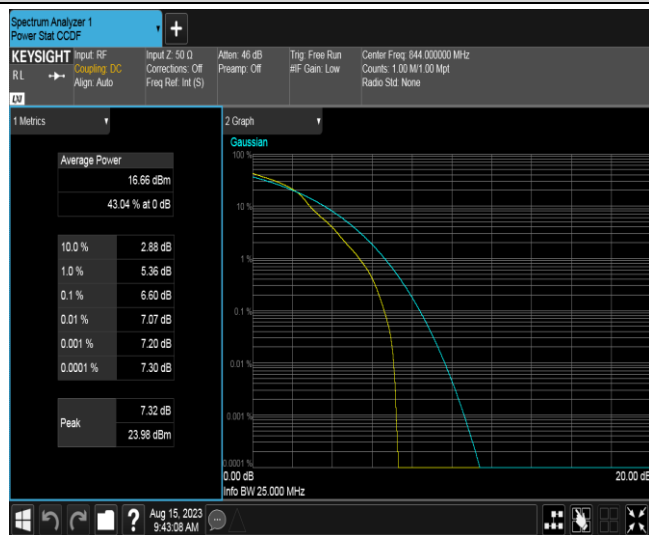 Spectrum Analyzer 1
Power Stat CCDF
+
KEYSIGHT
RL
LXI
Input: RF
Coupling: DC
Align: Auto
Input Z: 50 Ω
Corrections: Off
Freq Ref: Int (S)
Atten: 46 dB
Preamp: Off
Trig: Free Run
#IF Gain: Low
Center Freq: 844.000000 MHz
Counts: 1.00 M/1.00 Mpt
Radio Std: None
1 Metrics
Average Power
16.66 dBm
43.04 % at 0 dB
10.0 % 2.88 dB
1.0 % 5.36 dB
0.1 % 6.60 dB
0.01 % 7.07 dB
0.001 % 7.20 dB
0.0001 % 7.30 dB
Peak
7.32 dB
23.98 dBm
2 Graph
Gaussian
100 %
10 %
1 %
0.1 %
0.01 %
0.001 %
0.0001 %
0.00 dB
20.00 dB
Info BW 25.000 MHz
?
Aug 15, 2023
9:43:08 AM